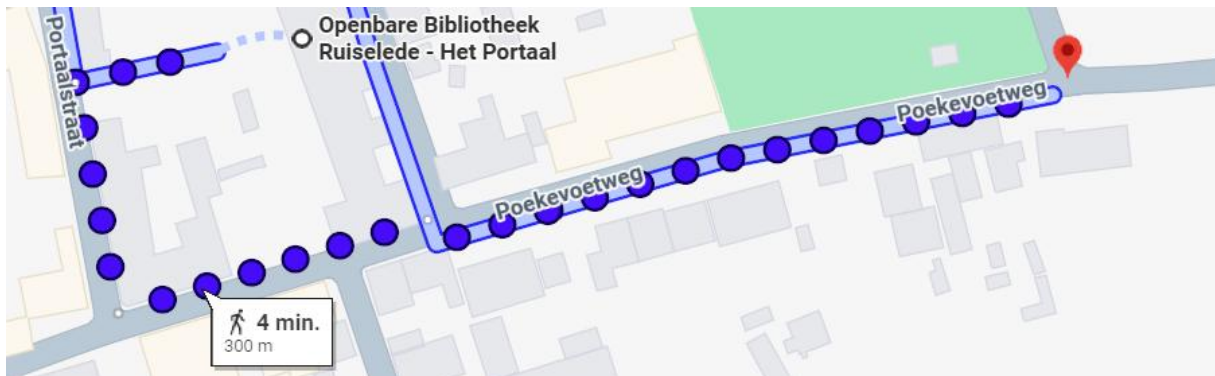 Portaalstraat
Openbare Bibliotheek
Ruiselede - Het Portaal
Poekevoetweg
Poekevoetweg
4 min.
300 m